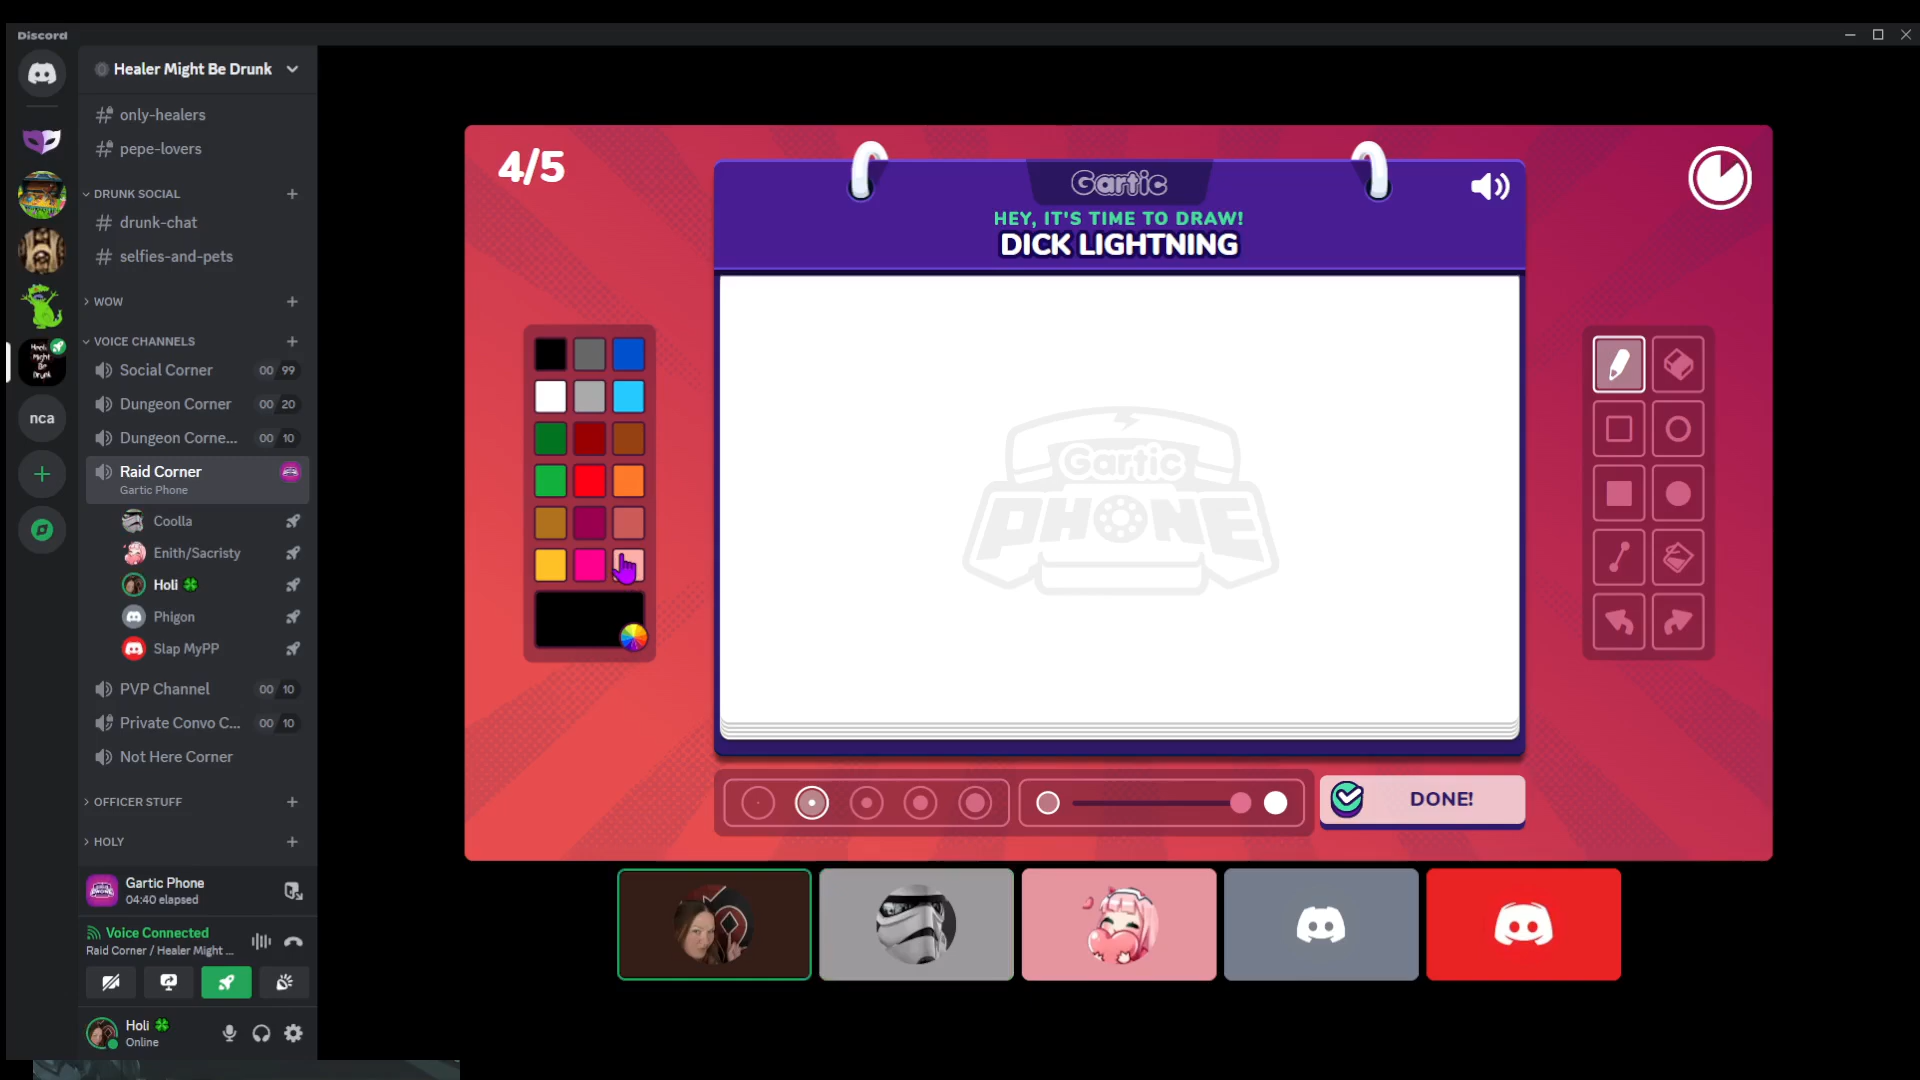 Discord
Healer Might Be Drunk
only-healers
pepe-lovers
DRUNK SOCIAL
drunk-chat
selfies-and-pets
WOW
VOICE CHANNELS
Social Corner 00 99
Dungeon Corner 00 20
Dungeon Corne... 00 10
Raid Corner
Gartic Phone
Coolla
Enith/Sacristy
Holi
Phigon
Slap MyPP
PVP Channel 00 10
Private Convo C... 00 10
Not Here Corner
OFFICER STUFF
HOLY
Gartic Phone
04:40 elapsed
Voice Connected
Raid Corner / Healer Might ...
Holi
Online
nca
Might
Be
Drunk
4/5
Gartic
HEY, IT'S TIME TO DRAW!
DICK LIGHTNING
Gartic
PHONE
DONE!